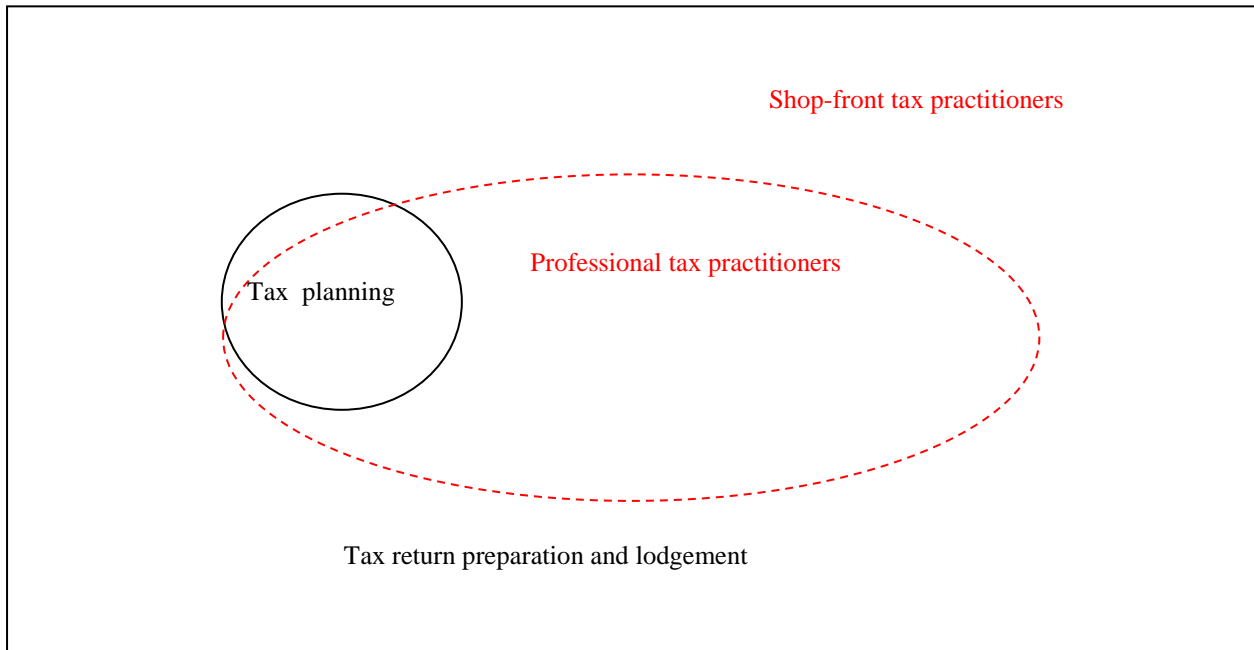 Shop-front tax practitioners
Professional tax practitioners
Tax  planning
Tax return preparation and lodgement